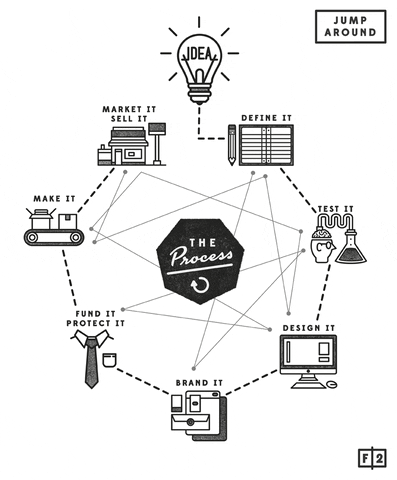 JUMP
AROUND
IDEA
MARKET IT
SELL IT
DEFINE IT
MAKE IT
TEST IT
THE
Process
FUND IT
PROTECT IT
DESIGN IT
BRAND IT
F 2